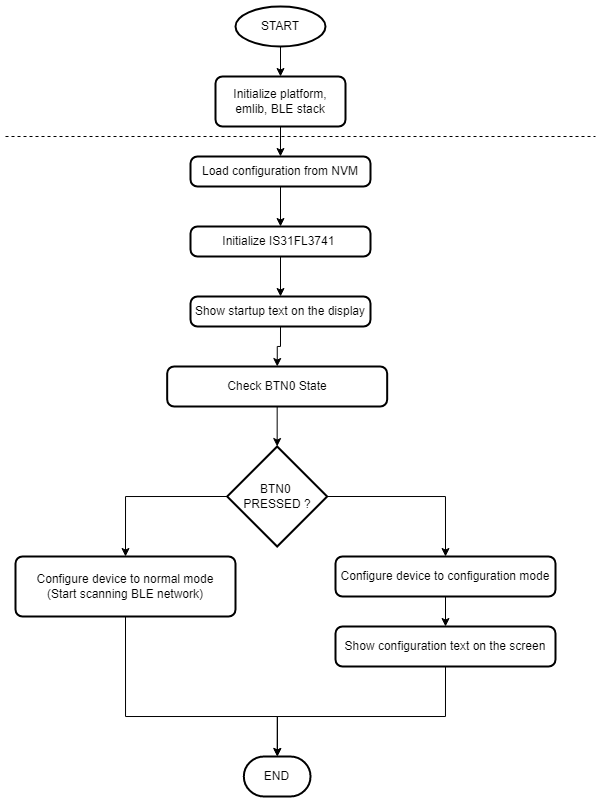 START
Initialize platform,
emlib, BLE stack
Load configuration from NVM
Initialize IS31FL3741
Show startup text on the display
Check BTN0 State
BTN0
PRESSED ?
Configure device to normal mode
(Start scanning BLE network)
Configure device to configuration mode
Show configuration text on the screen
END